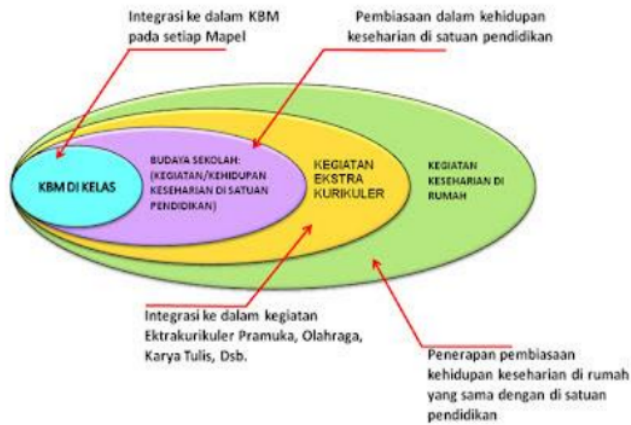 Integrasi ke dalam KBM
pada setiap Mapel
Pembiasaan dalam kehidupan
keseharian di satuan pendidikan
KBM DI KELAS
BUDAYA SEKOLAH:
(KEGIATAN/KEHIDUPAN
KESEHARIAN DI SATUAN
PENDIDIKAN)
KEGIATAN
EKSTRA
KURIKULER
KEGIATAN
KESEHARIAN DI
RUMAH
Integrasi ke dalam kegiatan
Ektrakurikuler Pramuka, Olahraga,
Karya Tulis, Dsb.
Penerapan pembiasaan
kehidupan keseharian di rumah
yang sama dengan di satuan
pendidikan